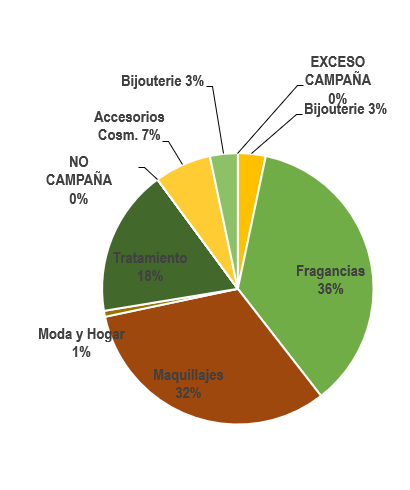 EXCESO
CAMPAÑA
0%
Bijouterie 3%
Bijouterie 3%
Accesorios
Cosm. 7%
NO
CAMPAÑA
0%
Tratamiento
18%
Fragancias
36%
Moda y Hogar
1%
Maquillajes
32%